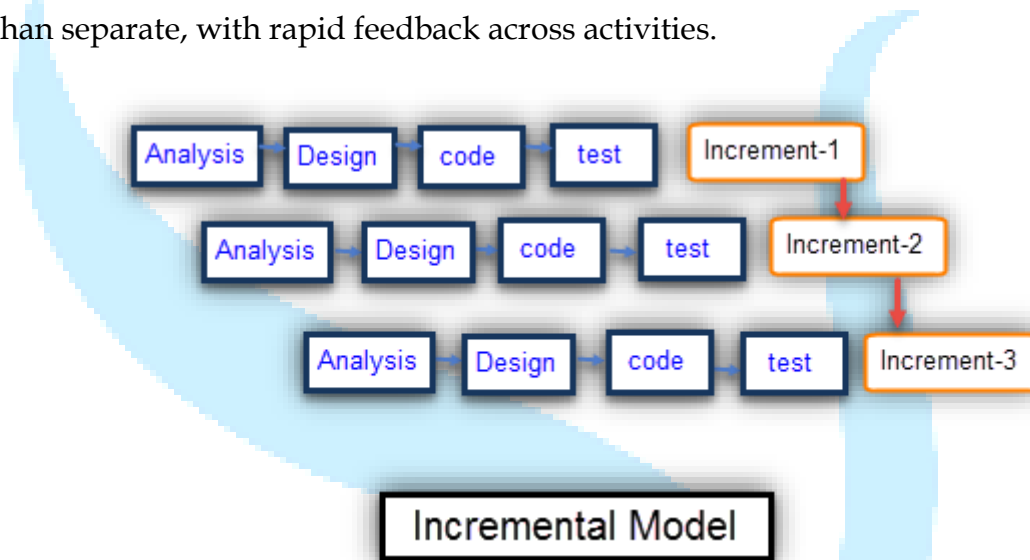 han separate, with rapid feedback across activities.
Analysis Design code test Increment-1
Analysis Design code test Increment-2
Analysis Design code test Increment-3
Incremental Model